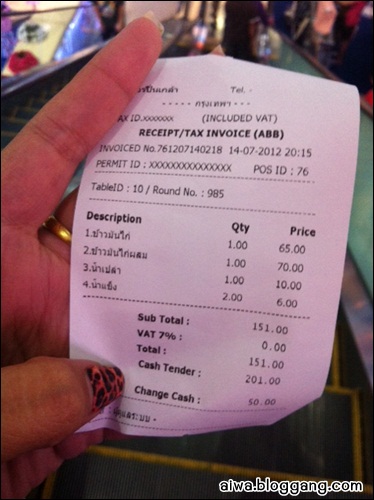 Tel.
- - - - - กรุงเทพฯ - - - -
AX ID:xxxxxxx (INCLUDED VAT)
RECEIPT/TAX INVOICE (ABB)
INVOICED No.761207140218 14-07-2012 20:15
PERMIT ID : XXXXXXXXXXXXXXX POS ID : 76
TableID : 10 / Round No. : 985
Description Qty Price
1.ข้าวมันไก่ 1.00 65.00
2.ข้าวมันไก่ผสม 1.00 70.00
3.น้ำเปล่า 1.00 10.00
4.น้ำแข็ง 2.00 6.00
Sub Total : 151.00
VAT 7% : 0.00
Total : 151.00
Cash Tender : 201.00
Change Cash : 50.00
aiwa.bloggang.com